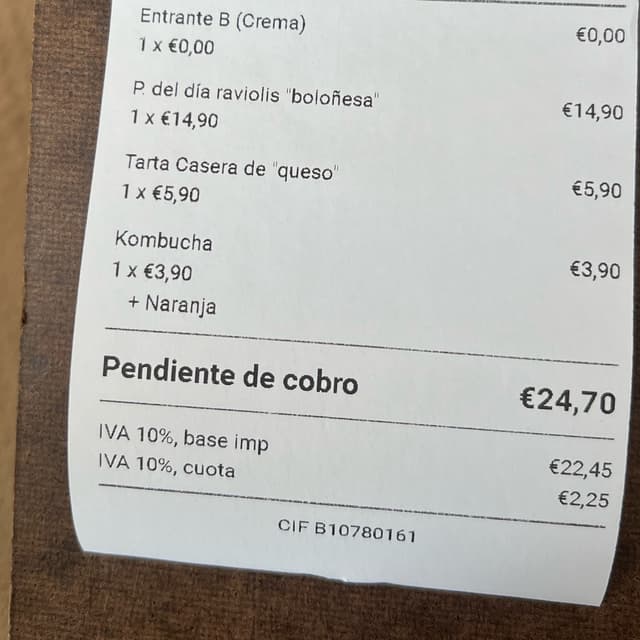 Entrante B (Crema) €0,00
1 x €0,00
P. del día raviolis "boloñesa" €14,90
1 x €14,90
Tarta Casera de "queso" €5,90
1 x €5,90
Kombucha €3,90
1 x €3,90
+ Naranja
Pendiente de cobro €24,70
IVA 10%, base imp €22,45
IVA 10%, cuota €2,25
CIF B10780161